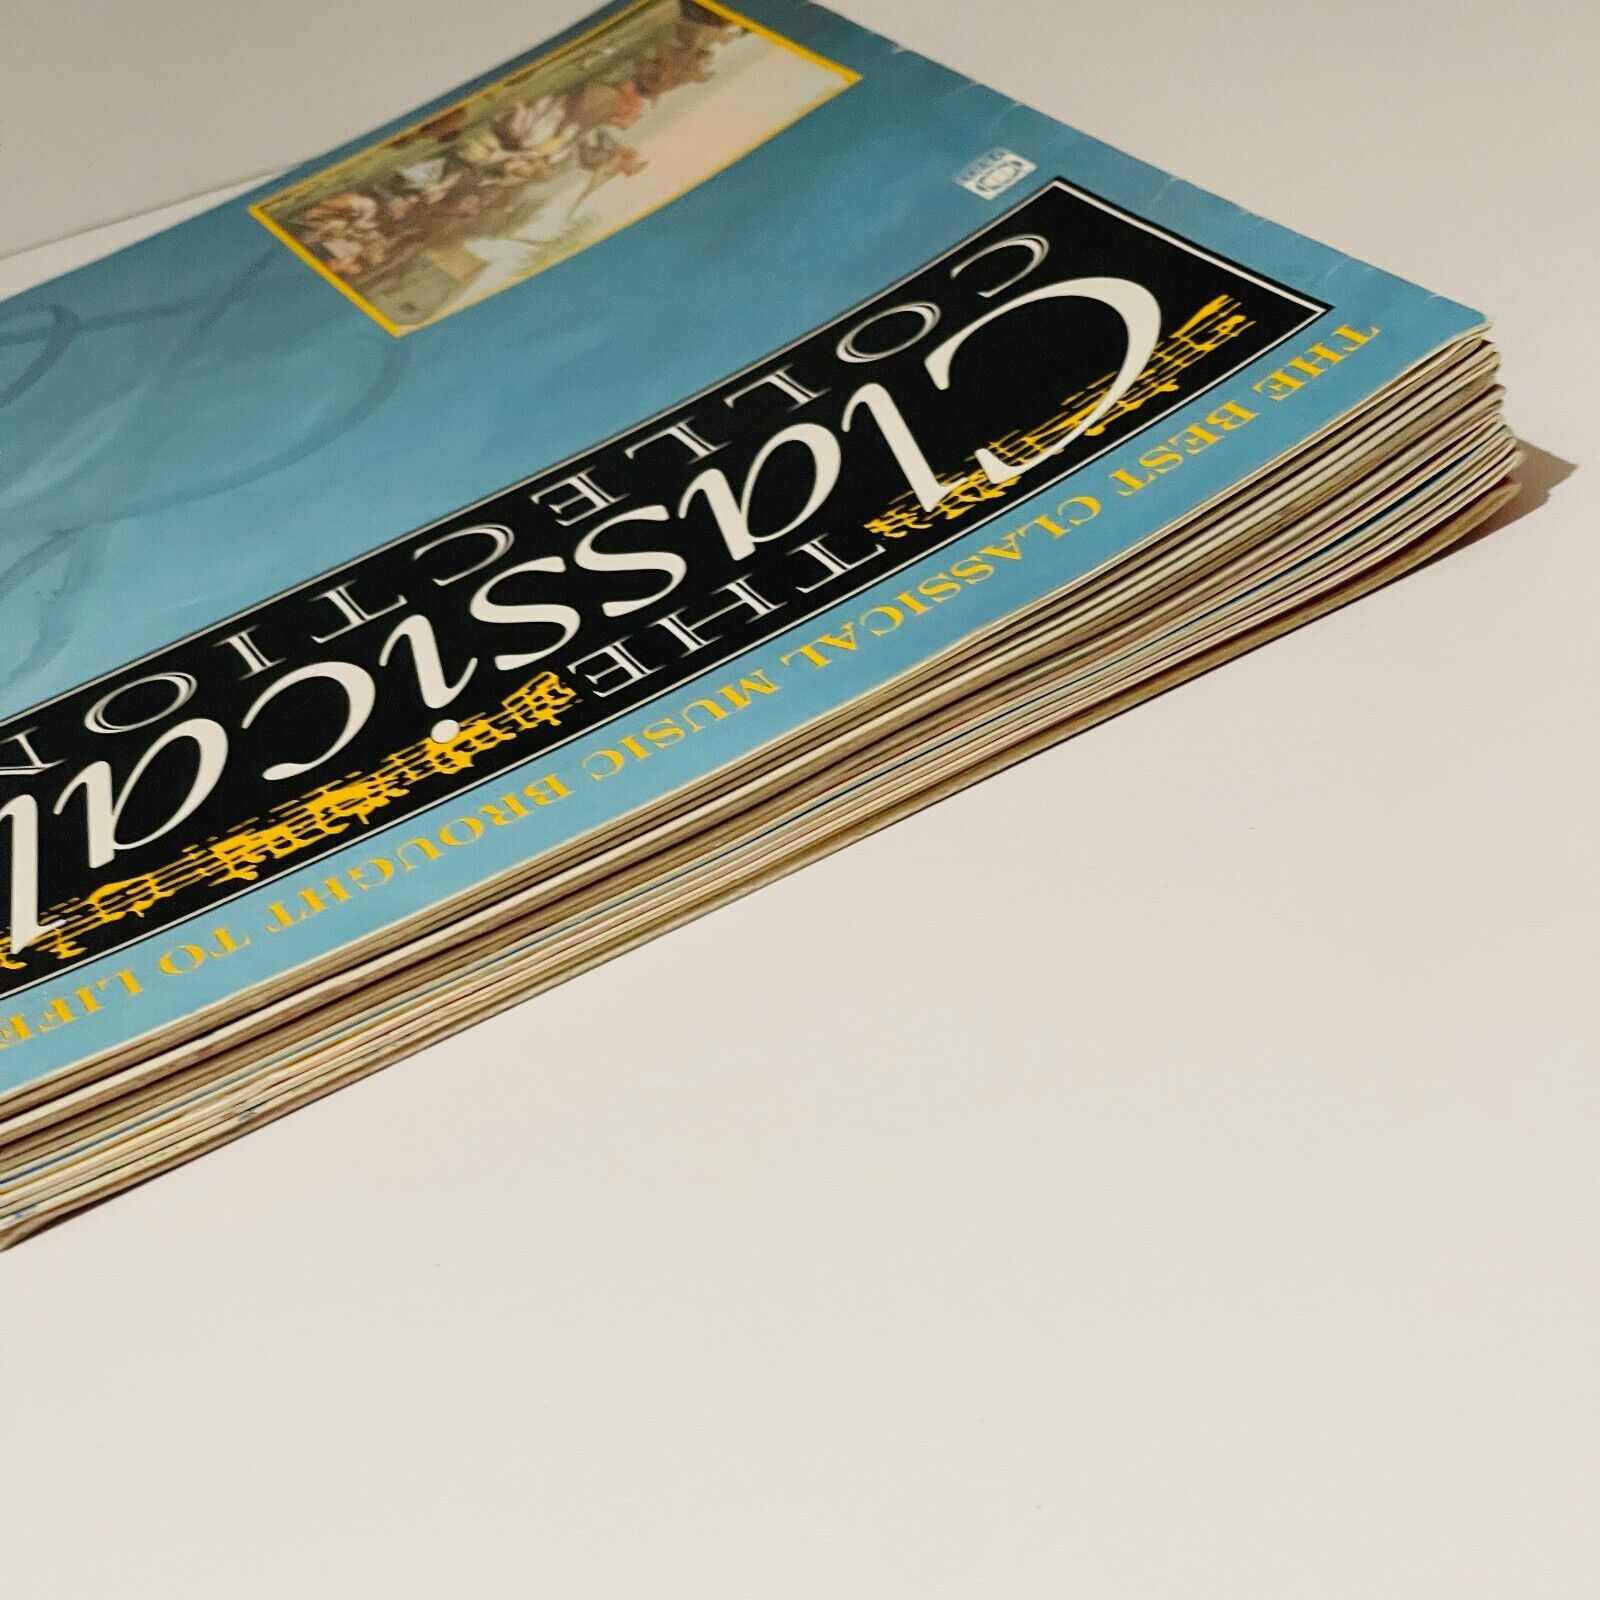 THE BEST CLASSICAL MUSIC BROUGHT TO LIFE
THE
Classical
COLLECTION